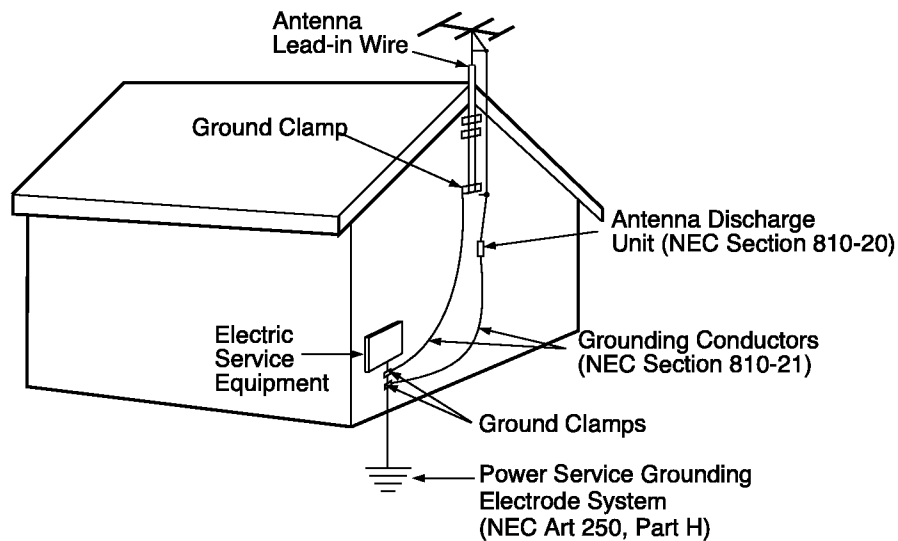 Antenna
Lead-in Wire
Ground Clamp
Antenna Discharge
Unit (NEC Section 810-20)
Electric
Service
Equipment
Grounding Conductors
(NEC Section 810-21)
Ground Clamps
Power Service Grounding
Electrode System
(NEC Art 250, Part H)